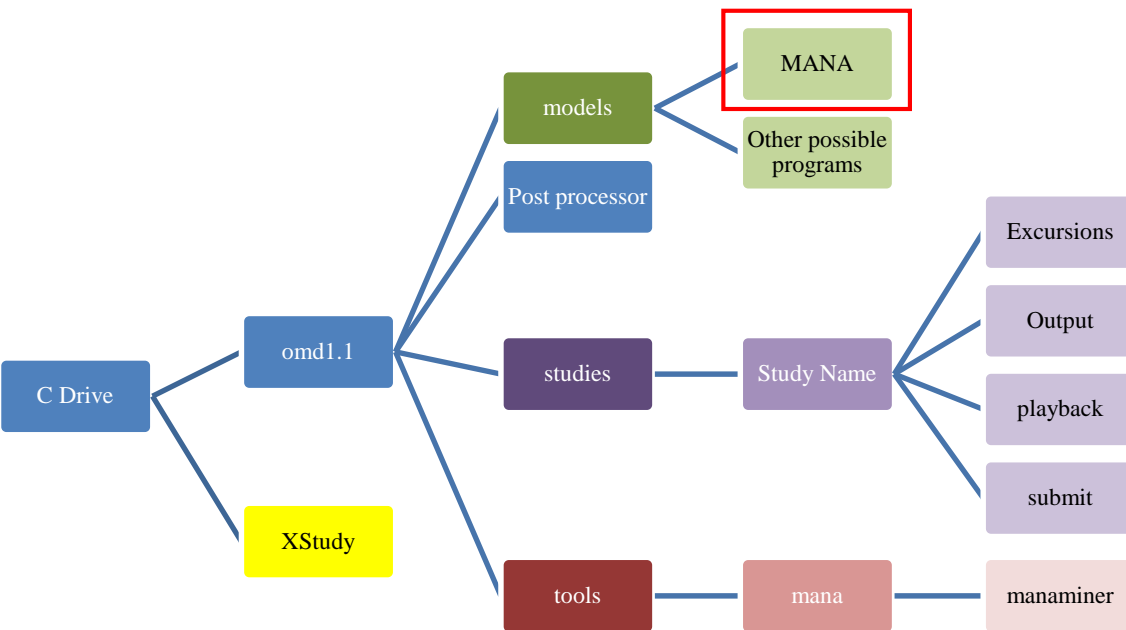 MANA
models
Other possible
programs
Post processor
Excursions
Output
omd1.1
studies
Study Name
C Drive
playback
submit
XStudy
tools
mana
manaminer